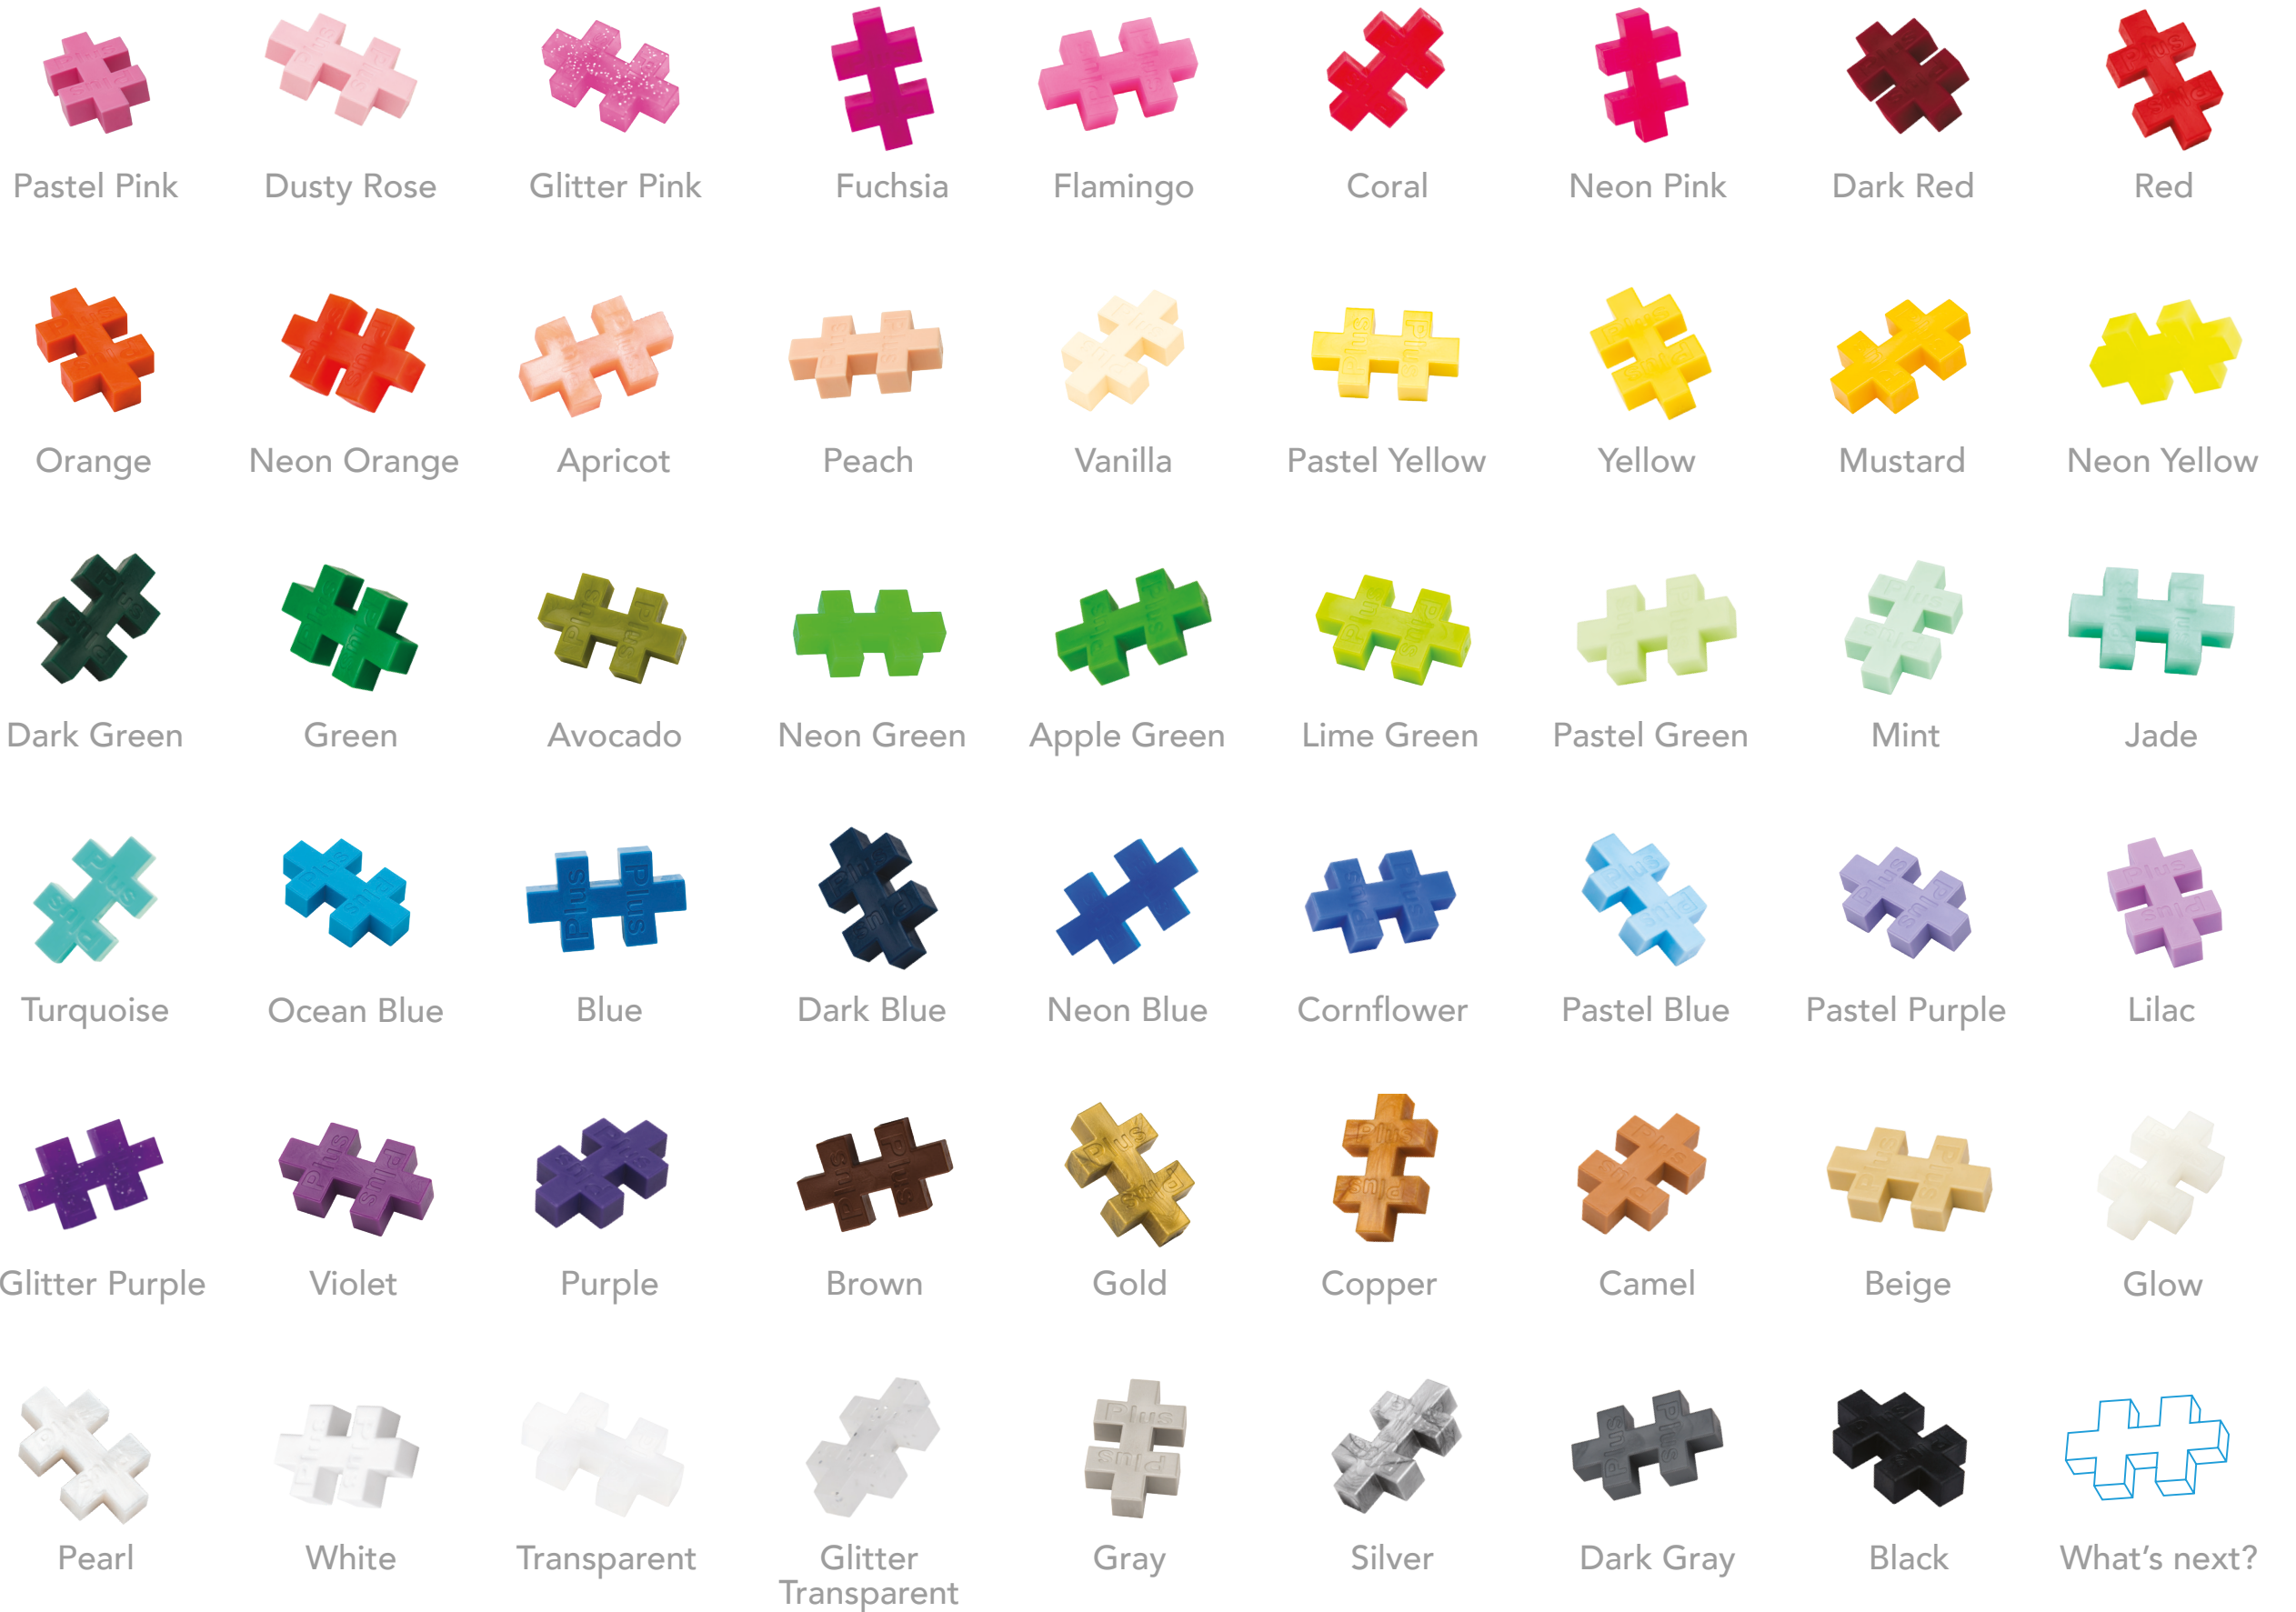 Pastel Pink
Dusty Rose
Glitter Pink
Fuchsia
Flamingo
Coral
Neon Pink
Dark Red
Red
Orange
Neon Orange
Apricot
Peach
Vanilla
Pastel Yellow
Yellow
Mustard
Neon Yellow
Dark Green
Green
Avocado
Neon Green
Apple Green
Lime Green
Pastel Green
Mint
Jade
Turquoise
Ocean Blue
Blue
Dark Blue
Neon Blue
Cornflower
Pastel Blue
Pastel Purple
Lilac
Glitter Purple
Violet
Purple
Brown
Gold
Copper
Camel
Beige
Glow
Pearl
White
Transparent
Glitter
Transparent
Gray
Silver
Dark Gray
Black
What's next?